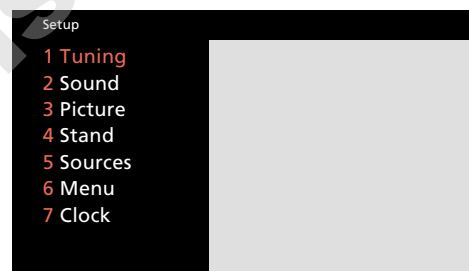 Setup
1 Tuning
2 Sound
3 Picture
4 Stand
5 Sources
6 Menu
7 Clock